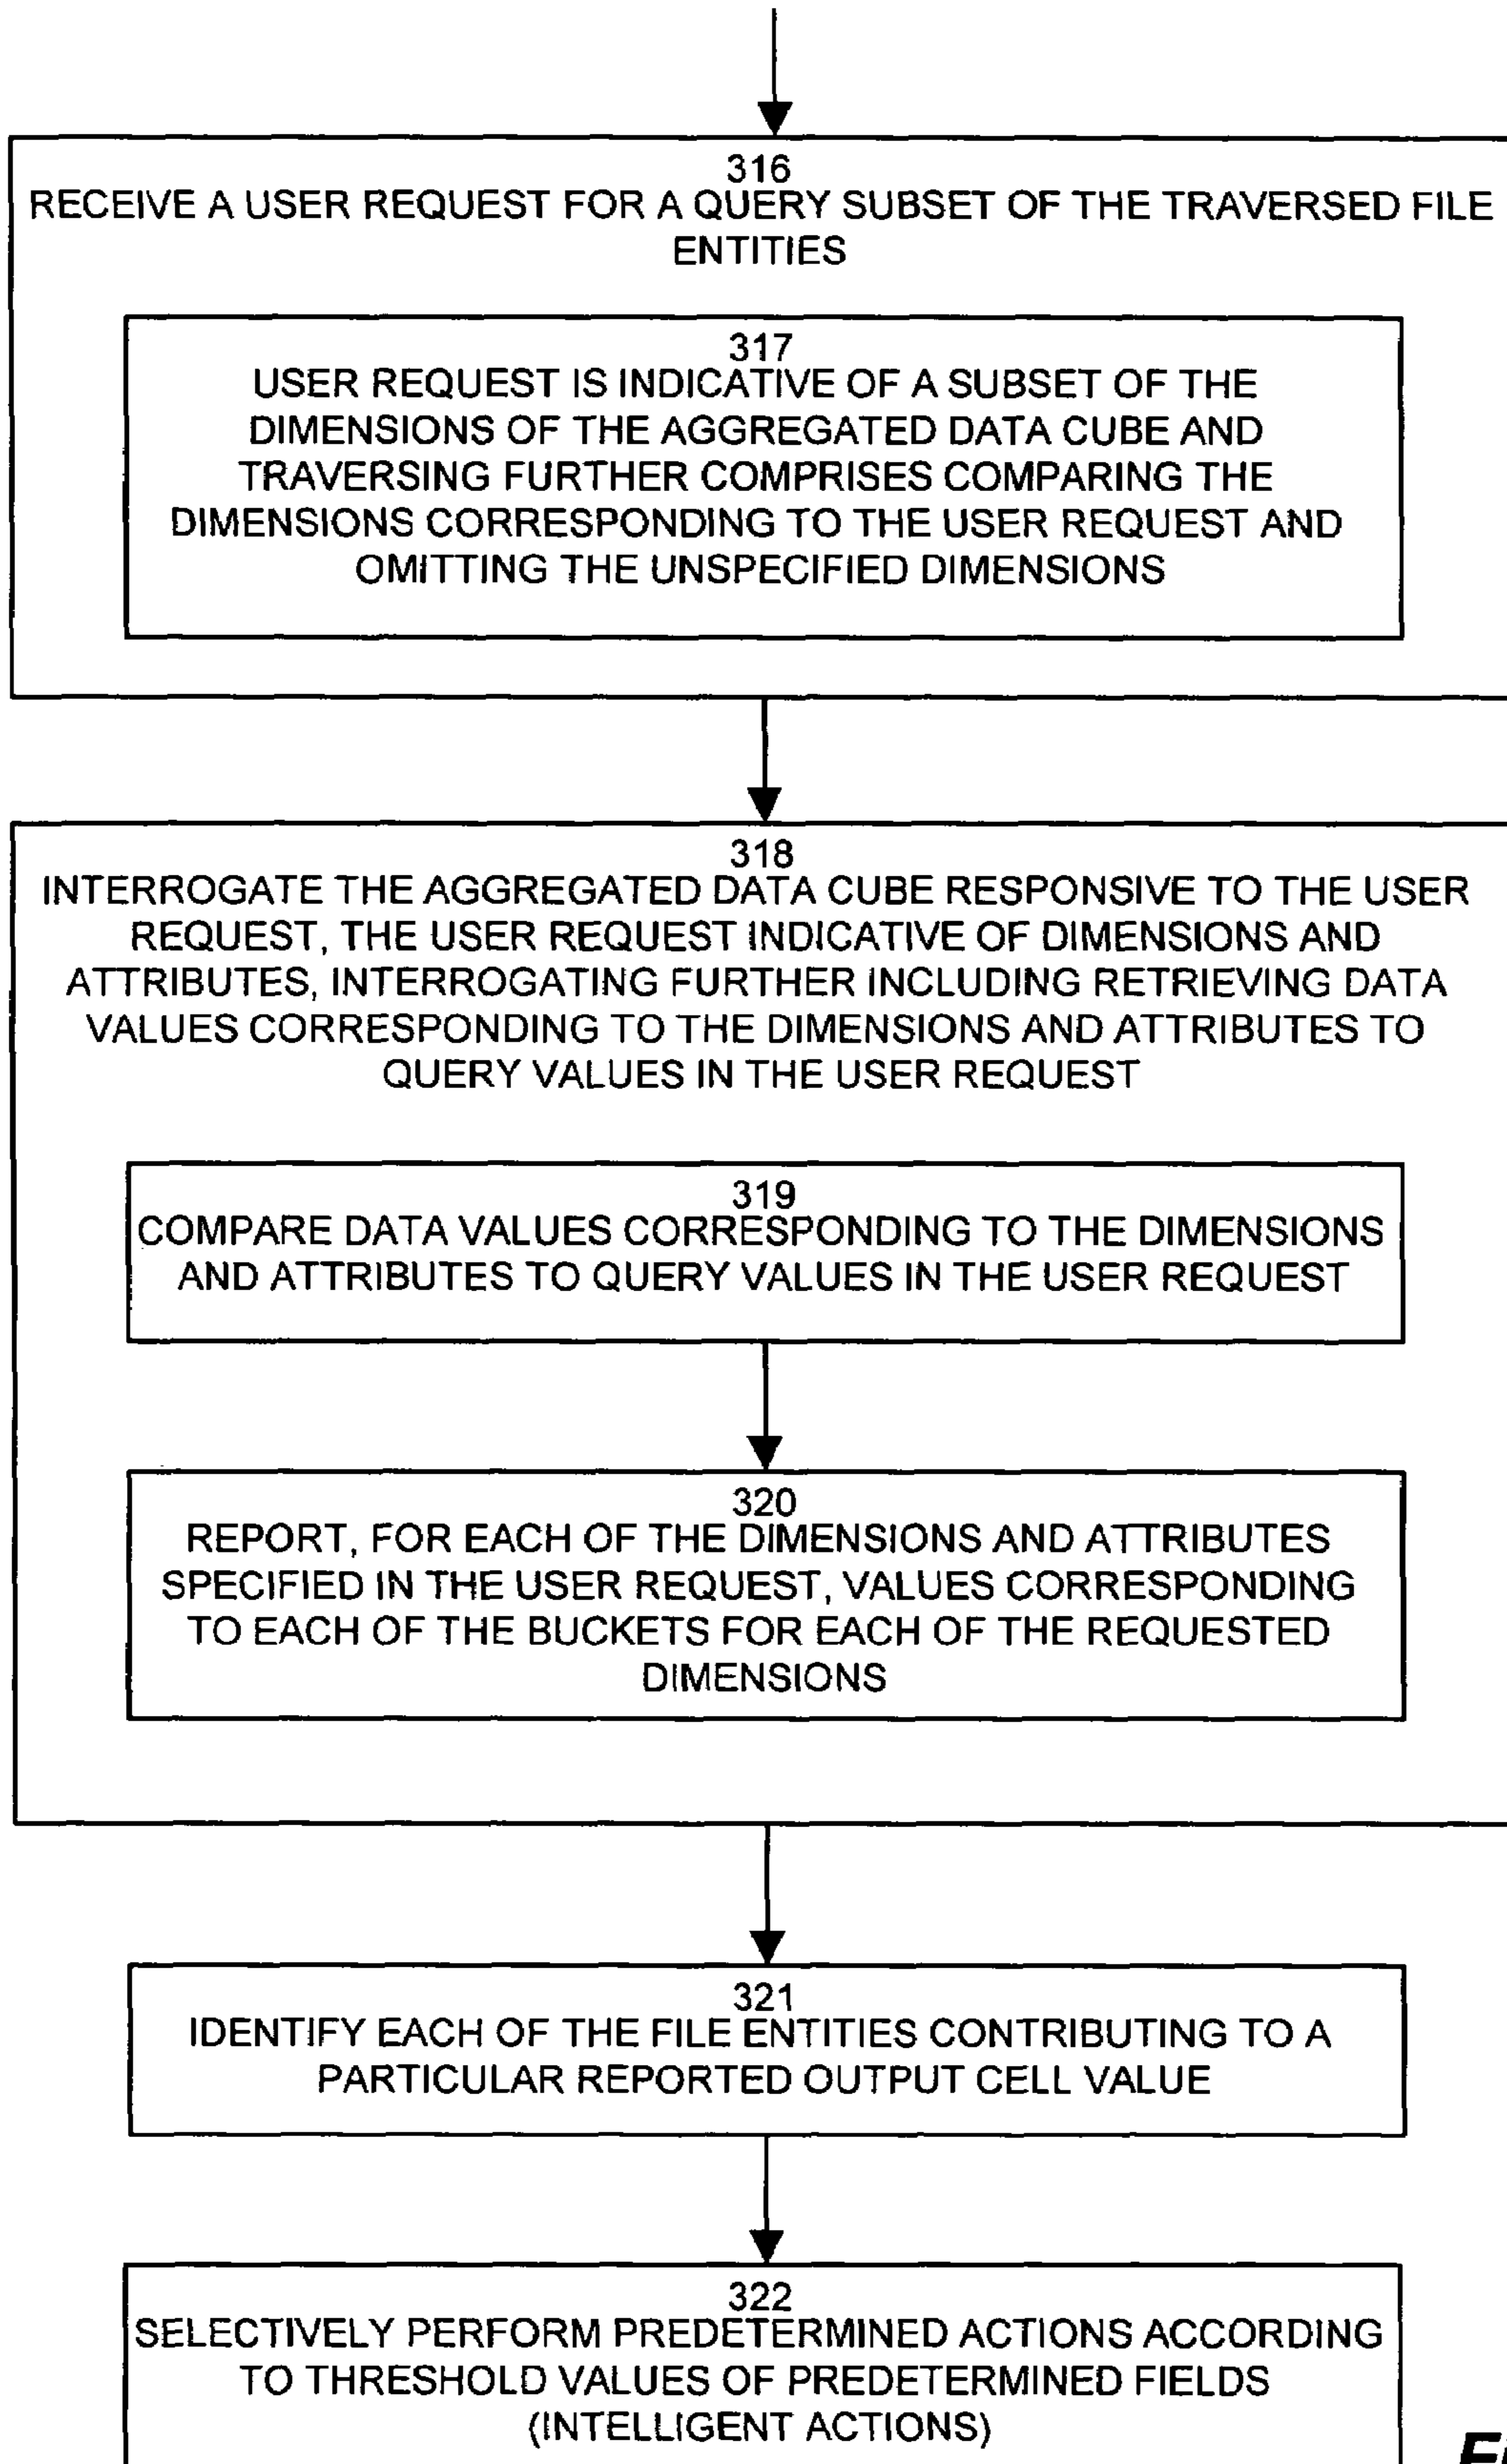 316
RECEIVE A USER REQUEST FOR A QUERY SUBSET OF THE TRAVERSED FILE
ENTITIES
317
USER REQUEST IS INDICATIVE OF A SUBSET OF THE
DIMENSIONS OF THE AGGREGATED DATA CUBE AND
TRAVERSING FURTHER COMPRISES COMPARING THE
DIMENSIONS CORRESPONDING TO THE USER REQUEST AND
OMITTING THE UNSPECIFIED DIMENSIONS
318
INTERROGATE THE AGGREGATED DATA CUBE RESPONSIVE TO THE USER
REQUEST, THE USER REQUEST INDICATIVE OF DIMENSIONS AND
ATTRIBUTES, INTERROGATING FURTHER INCLUDING RETRIEVING DATA
VALUES CORRESPONDING TO THE DIMENSIONS AND ATTRIBUTES TO
QUERY VALUES IN THE USER REQUEST
319
COMPARE DATA VALUES CORRESPONDING TO THE DIMENSIONS
AND ATTRIBUTES TO QUERY VALUES IN THE USER REQUEST
320
REPORT, FOR EACH OF THE DIMENSIONS AND ATTRIBUTES
SPECIFIED IN THE USER REQUEST, VALUES CORRESPONDING
TO EACH OF THE BUCKETS FOR EACH OF THE REQUESTED
DIMENSIONS
321
IDENTIFY EACH OF THE FILE ENTITIES CONTRIBUTING TO A
PARTICULAR REPORTED OUTPUT CELL VALUE
322
SELECTIVELY PERFORM PREDETERMINED ACTIONS ACCORDING
TO THRESHOLD VALUES OF PREDETERMINED FIELDS
(INTELLIGENT ACTIONS)